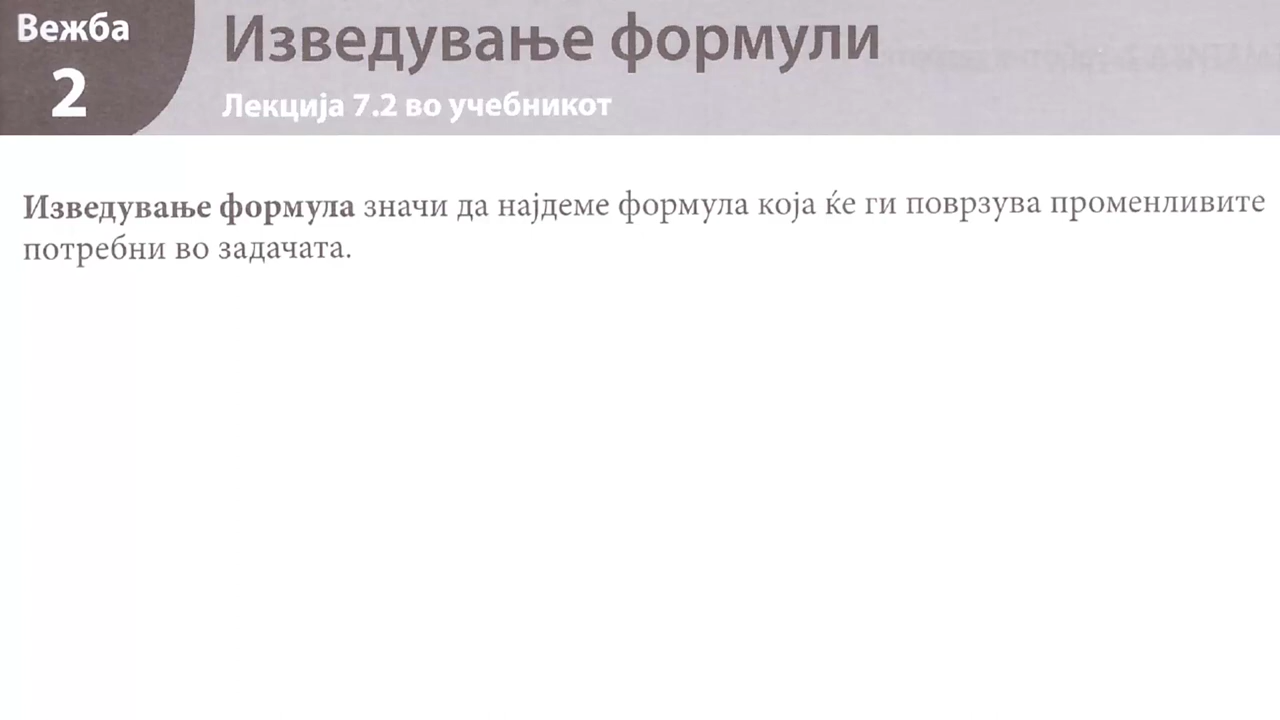 Вежба
2
Изведување формули
Лекција 7.2 во учебникот
Изведување формула значи да најдеме формула која ќе ги поврзува променливите
потребни во задачата.